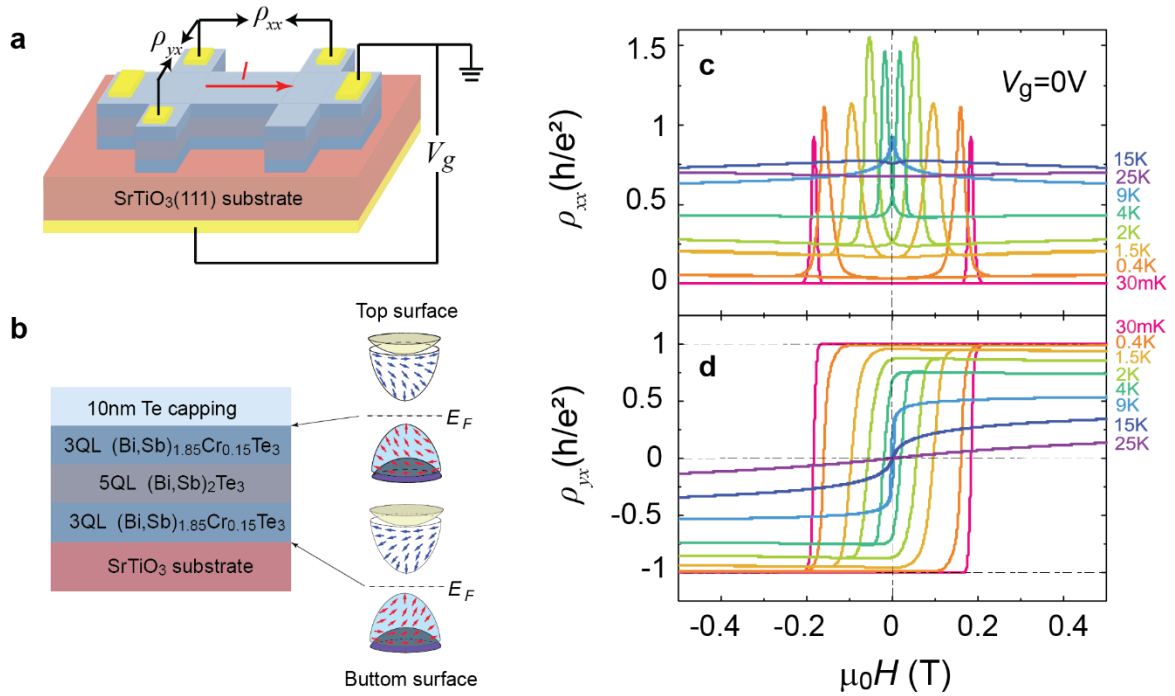 a
ρxx
ρyx
I
Vg
SrTiO3(111) substrate
b
Top surface
10nm Te capping
3QL (Bi,Sb)1.85Cr0.15Te3
5QL (Bi,Sb)2Te3
3QL (Bi,Sb)1.85Cr0.15Te3
SrTiO3 substrate
EF
EF
Buttom surface
c
Vg=0V
ρxx(h/e²)
1.5
1
0.5
0
15K
25K
9K
4K
2K
1.5K
0.4K
30mK
d
ρyx(h/e²)
1
0.5
0
-0.5
-1
30mK
0.4K
1.5K
2K
4K
9K
15K
25K
-0.4 -0.2 0 0.2 0.4
μ0H (T)